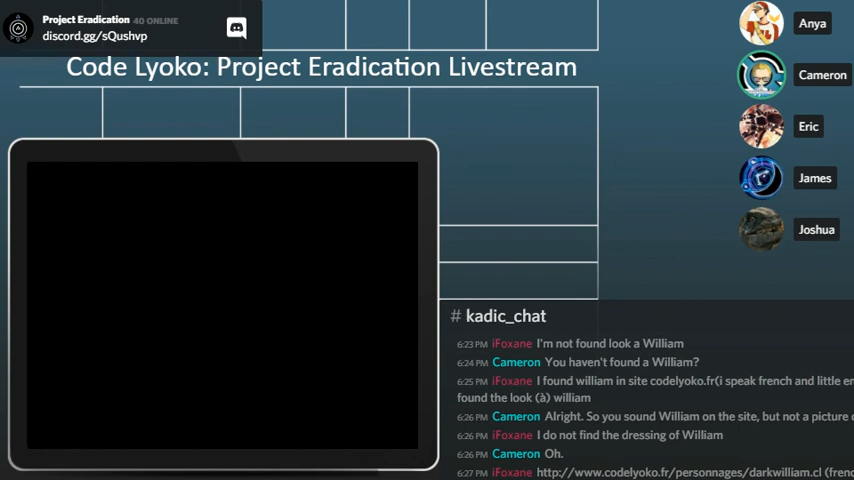 Project Eradication 40 ONLINE
discord.gg/sQushvp
Code Lyoko: Project Eradication Livestream
Anya
Cameron
Eric
James
Joshua
# kadic_chat
6:23 PM iFoxane I'm not found look a William
6:24 PM Cameron You haven't found a William?
6:25 PM iFoxane I found william in site codelyoko.fr(i speak french and little en
found the look (à) william
6:26 PM Cameron Alright. So you sound William on the site, but not a picture
6:26 PM iFoxane I do not find the dressing of William
6:26 PM Cameron Oh.
6:27 PM iFoxane http://www.codelyoko.fr/personnages/darkwilliam.cl (fren